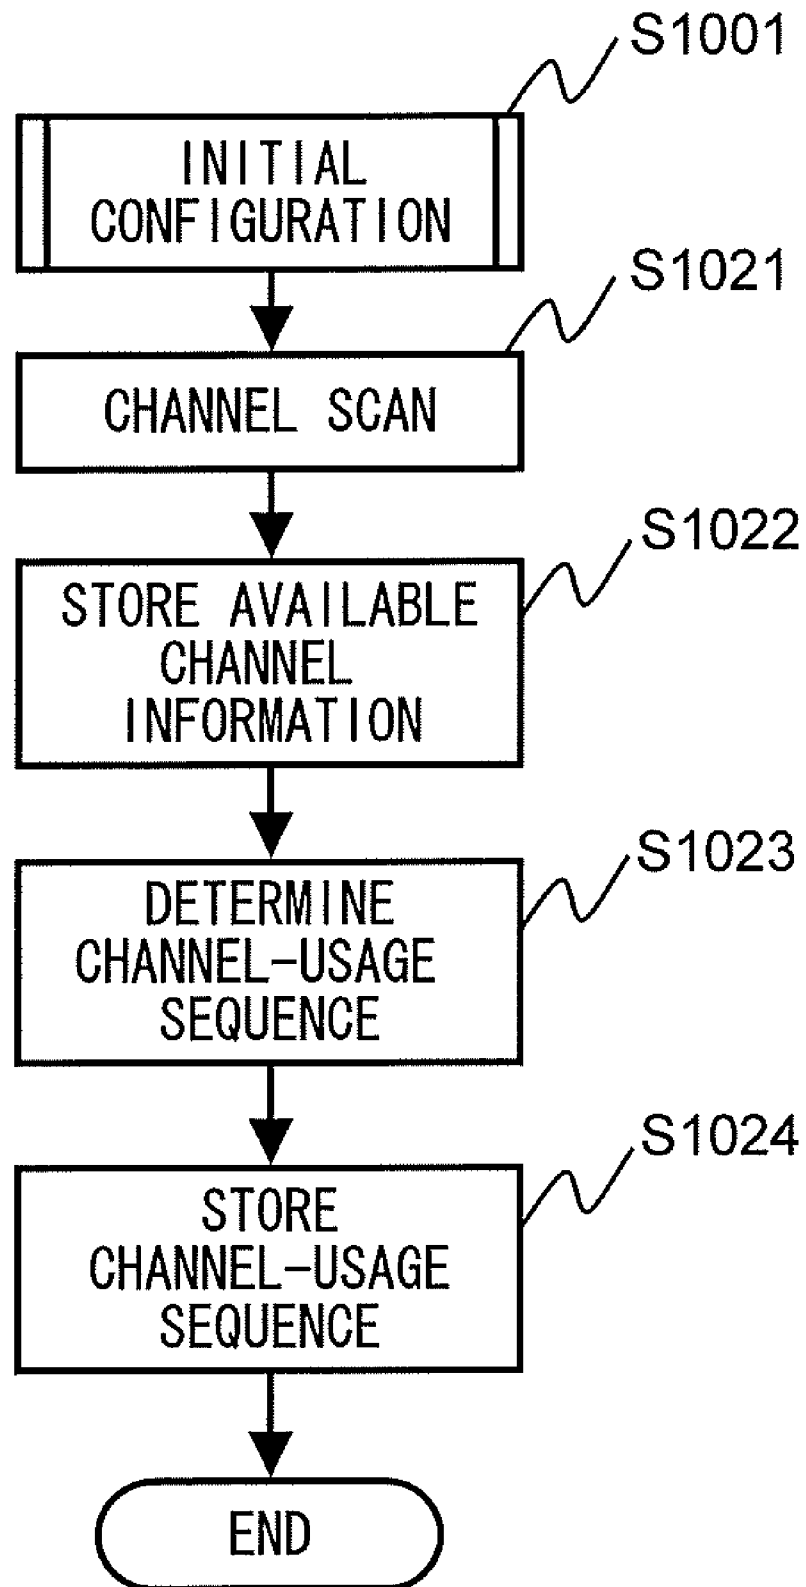 S1001
INITIAL
CONFIGURATION
S1021
CHANNEL SCAN
S1022
STORE AVAILABLE
CHANNEL
INFORMATION
S1023
DETERMINE
CHANNEL-USAGE
SEQUENCE
S1024
STORE
CHANNEL-USAGE
SEQUENCE
END